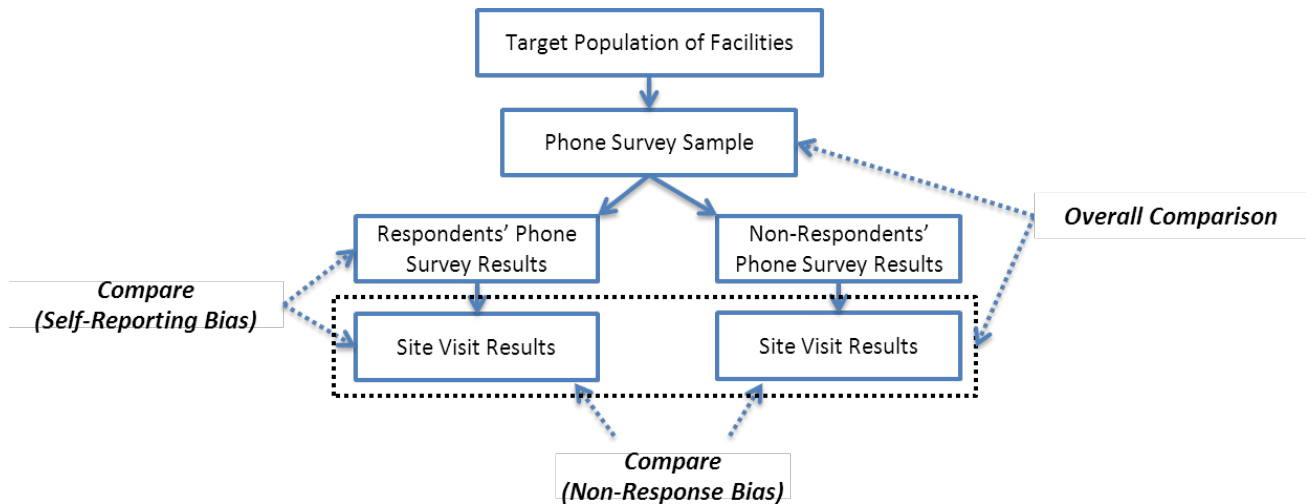 Target Population of Facilities
Phone Survey Sample
Overall Comparison
Respondents’ Phone
Survey Results
Non-Respondents’
Phone Survey Results
Compare
(Self-Reporting Bias)
Site Visit Results
Site Visit Results
Compare
(Non-Response Bias)